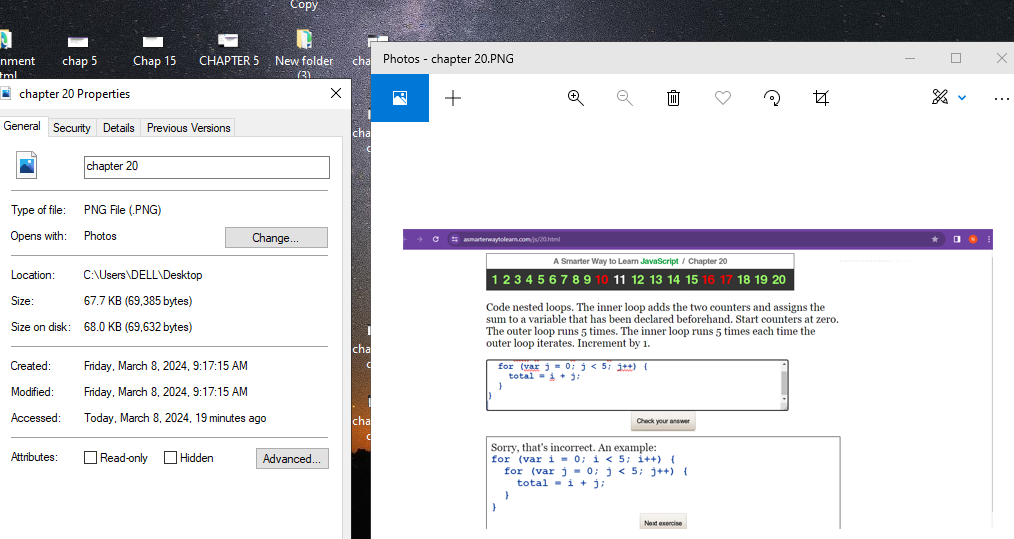 Copy
nment
tml
chap 5
Chap 15
CHAPTER 5
New folder
(3)
cha
chapter 20 Properties
General
Security
Details
Previous Versions
chapter 20
Type of file:
PNG File (.PNG)
Opens with:
Photos
Change...
Location:
C:\Users\DELL\Desktop
Size:
67.7 KB (69,385 bytes)
Size on disk:
68.0 KB (69,632 bytes)
Created:
Friday, March 8, 2024, 9:17:15 AM
Modified:
Friday, March 8, 2024, 9:17:15 AM
Accessed:
Today, March 8, 2024, 19 minutes ago
Attributes:
Read-only
Hidden
Advanced...
cha
c
cha
c
cha
c
Photos - chapter 20.PNG
asmarterwaytolearn.com/js/20.html
A Smarter Way to Learn JavaScript / Chapter 20
1 2 3 4 5 6 7 8 9 10 11 12 13 14 15 16 17 18 19 20
Code nested loops. The inner loop adds the two counters and assigns the
sum to a variable that has been declared beforehand. Start counters at zero.
The outer loop runs 5 times. The inner loop runs 5 times each time the
outer loop iterates. Increment by 1.
for (var j = 0; j < 5; j++) {
total = i + j;
}
}
Check your answer
Sorry, that's incorrect. An example:
for (var i = 0; i < 5; i++) {
for (var j = 0; j < 5; j++) {
total = i + j;
}
}
Next exercise